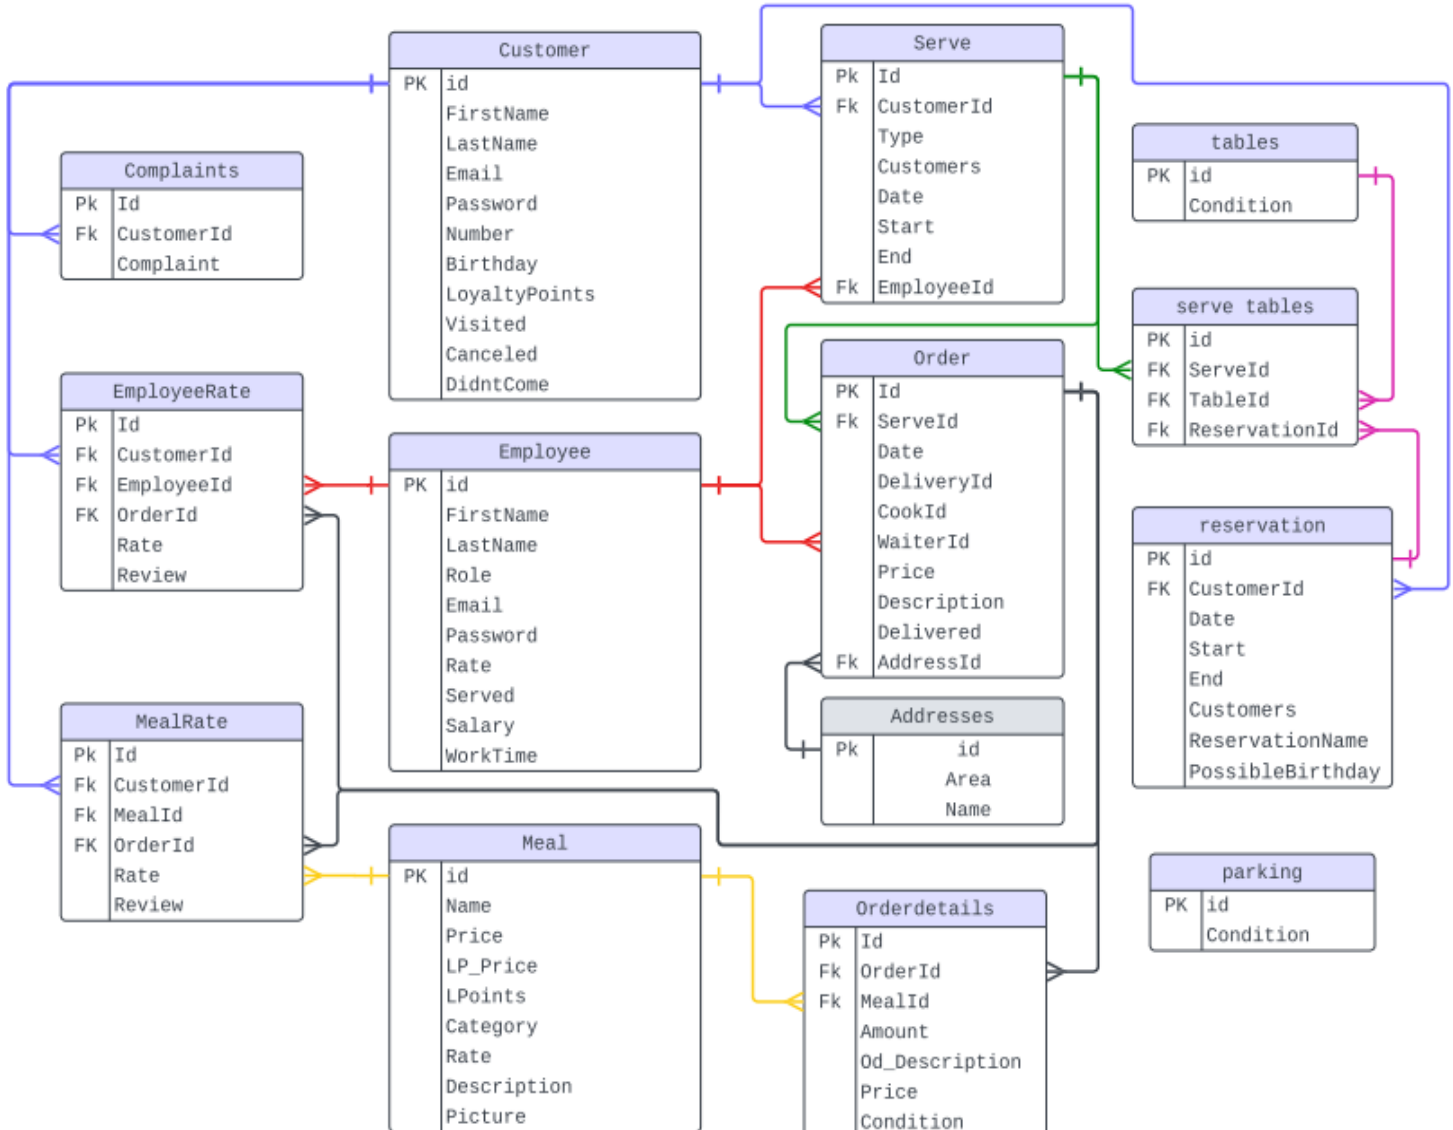 Customer
PK id
FirstName
LastName
Email
Password
Number
Birthday
LoyaltyPoints
Visited
Canceled
DidntCome
Serve
Pk Id
Fk CustomerId
Type
Customers
Date
Start
End
Fk EmployeeId
tables
PK id
Condition
Complaints
Pk Id
Fk CustomerId
Complaint
serve tables
PK id
FK ServeId
FK TableId
Fk ReservationId
EmployeeRate
Pk Id
Fk CustomerId
Fk EmployeeId
FK OrderId
Rate
Review
Employee
PK id
FirstName
LastName
Role
Email
Password
Rate
Served
Salary
WorkTime
Order
PK Id
Fk ServeId
Date
DeliveryId
CookId
WaiterId
Price
Description
Delivered
Fk AddressId
reservation
PK id
FK CustomerId
Date
Start
End
Customers
ReservationName
PossibleBirthday
MealRate
Pk Id
Fk CustomerId
Fk MealId
FK OrderId
Rate
Review
Addresses
Pk id
Area
Name
Meal
PK id
Name
Price
LP_Price
LPoints
Category
Rate
Description
Picture
Orderdetails
Pk Id
Fk OrderId
Fk MealId
Amount
Od_Description
Price
Condition
parking
PK id
Condition